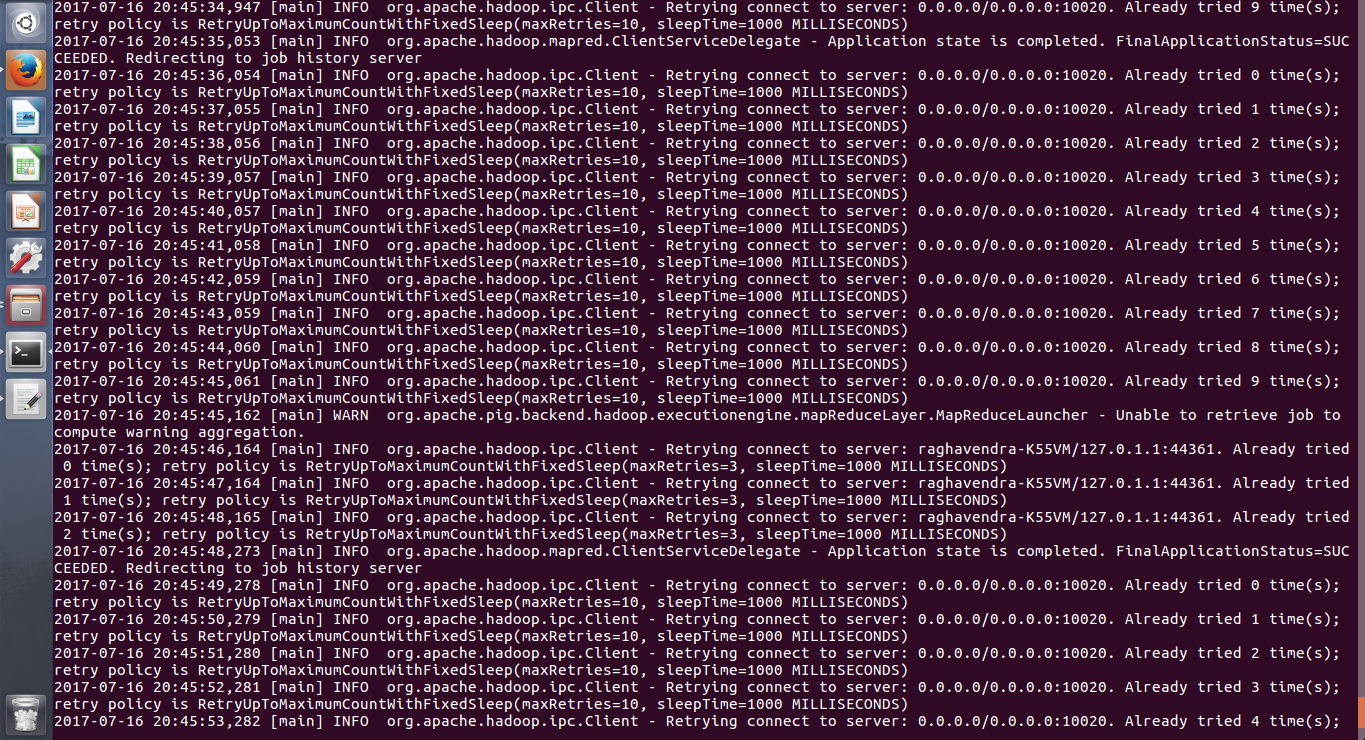 2017-07-16 20:45:34,947 [main] INFO  org.apache.hadoop.ipc.Client - Retrying connect to server: 0.0.0.0/0.0.0.0:10020. Already tried 9 time(s);
retry policy is RetryUpToMaximumCountWithFixedSleep(maxRetries=10, sleepTime=1000 MILLISECONDS)
2017-07-16 20:45:35,053 [main] INFO  org.apache.hadoop.mapred.ClientServiceDelegate - Application state is completed. FinalApplicationStatus=SUC
CEEDED. Redirecting to job history server
2017-07-16 20:45:36,054 [main] INFO  org.apache.hadoop.ipc.Client - Retrying connect to server: 0.0.0.0/0.0.0.0:10020. Already tried 0 time(s);
retry policy is RetryUpToMaximumCountWithFixedSleep(maxRetries=10, sleepTime=1000 MILLISECONDS)
2017-07-16 20:45:37,055 [main] INFO  org.apache.hadoop.ipc.Client - Retrying connect to server: 0.0.0.0/0.0.0.0:10020. Already tried 1 time(s);
retry policy is RetryUpToMaximumCountWithFixedSleep(maxRetries=10, sleepTime=1000 MILLISECONDS)
2017-07-16 20:45:38,056 [main] INFO  org.apache.hadoop.ipc.Client - Retrying connect to server: 0.0.0.0/0.0.0.0:10020. Already tried 2 time(s);
retry policy is RetryUpToMaximumCountWithFixedSleep(maxRetries=10, sleepTime=1000 MILLISECONDS)
2017-07-16 20:45:39,057 [main] INFO  org.apache.hadoop.ipc.Client - Retrying connect to server: 0.0.0.0/0.0.0.0:10020. Already tried 3 time(s);
retry policy is RetryUpToMaximumCountWithFixedSleep(maxRetries=10, sleepTime=1000 MILLISECONDS)
2017-07-16 20:45:40,057 [main] INFO  org.apache.hadoop.ipc.Client - Retrying connect to server: 0.0.0.0/0.0.0.0:10020. Already tried 4 time(s);
retry policy is RetryUpToMaximumCountWithFixedSleep(maxRetries=10, sleepTime=1000 MILLISECONDS)
2017-07-16 20:45:41,058 [main] INFO  org.apache.hadoop.ipc.Client - Retrying connect to server: 0.0.0.0/0.0.0.0:10020. Already tried 5 time(s);
retry policy is RetryUpToMaximumCountWithFixedSleep(maxRetries=10, sleepTime=1000 MILLISECONDS)
2017-07-16 20:45:42,059 [main] INFO  org.apache.hadoop.ipc.Client - Retrying connect to server: 0.0.0.0/0.0.0.0:10020. Already tried 6 time(s);
retry policy is RetryUpToMaximumCountWithFixedSleep(maxRetries=10, sleepTime=1000 MILLISECONDS)
2017-07-16 20:45:43,059 [main] INFO  org.apache.hadoop.ipc.Client - Retrying connect to server: 0.0.0.0/0.0.0.0:10020. Already tried 7 time(s);
retry policy is RetryUpToMaximumCountWithFixedSleep(maxRetries=10, sleepTime=1000 MILLISECONDS)
2017-07-16 20:45:44,060 [main] INFO  org.apache.hadoop.ipc.Client - Retrying connect to server: 0.0.0.0/0.0.0.0:10020. Already tried 8 time(s);
retry policy is RetryUpToMaximumCountWithFixedSleep(maxRetries=10, sleepTime=1000 MILLISECONDS)
2017-07-16 20:45:45,061 [main] INFO  org.apache.hadoop.ipc.Client - Retrying connect to server: 0.0.0.0/0.0.0.0:10020. Already tried 9 time(s);
retry policy is RetryUpToMaximumCountWithFixedSleep(maxRetries=10, sleepTime=1000 MILLISECONDS)
2017-07-16 20:45:45,162 [main] WARN  org.apache.pig.backend.hadoop.executionengine.mapReduceLayer.MapReduceLauncher - Unable to retrieve job to
compute warning aggregation.
2017-07-16 20:45:46,164 [main] INFO  org.apache.hadoop.ipc.Client - Retrying connect to server: raghavendra-K55VM/127.0.1.1:44361. Already tried
0 time(s); retry policy is RetryUpToMaximumCountWithFixedSleep(maxRetries=3, sleepTime=1000 MILLISECONDS)
2017-07-16 20:45:47,164 [main] INFO  org.apache.hadoop.ipc.Client - Retrying connect to server: raghavendra-K55VM/127.0.1.1:44361. Already tried
1 time(s); retry policy is RetryUpToMaximumCountWithFixedSleep(maxRetries=3, sleepTime=1000 MILLISECONDS)
2017-07-16 20:45:48,165 [main] INFO  org.apache.hadoop.ipc.Client - Retrying connect to server: raghavendra-K55VM/127.0.1.1:44361. Already tried
2 time(s); retry policy is RetryUpToMaximumCountWithFixedSleep(maxRetries=3, sleepTime=1000 MILLISECONDS)
2017-07-16 20:45:48,273 [main] INFO  org.apache.hadoop.mapred.ClientServiceDelegate - Application state is completed. FinalApplicationStatus=SUC
CEEDED. Redirecting to job history server
2017-07-16 20:45:49,278 [main] INFO  org.apache.hadoop.ipc.Client - Retrying connect to server: 0.0.0.0/0.0.0.0:10020. Already tried 0 time(s);
retry policy is RetryUpToMaximumCountWithFixedSleep(maxRetries=10, sleepTime=1000 MILLISECONDS)
2017-07-16 20:45:50,279 [main] INFO  org.apache.hadoop.ipc.Client - Retrying connect to server: 0.0.0.0/0.0.0.0:10020. Already tried 1 time(s);
retry policy is RetryUpToMaximumCountWithFixedSleep(maxRetries=10, sleepTime=1000 MILLISECONDS)
2017-07-16 20:45:51,280 [main] INFO  org.apache.hadoop.ipc.Client - Retrying connect to server: 0.0.0.0/0.0.0.0:10020. Already tried 2 time(s);
retry policy is RetryUpToMaximumCountWithFixedSleep(maxRetries=10, sleepTime=1000 MILLISECONDS)
2017-07-16 20:45:52,281 [main] INFO  org.apache.hadoop.ipc.Client - Retrying connect to server: 0.0.0.0/0.0.0.0:10020. Already tried 3 time(s);
retry policy is RetryUpToMaximumCountWithFixedSleep(maxRetries=10, sleepTime=1000 MILLISECONDS)
2017-07-16 20:45:53,282 [main] INFO  org.apache.hadoop.ipc.Client - Retrying connect to server: 0.0.0.0/0.0.0.0:10020. Already tried 4 time(s);